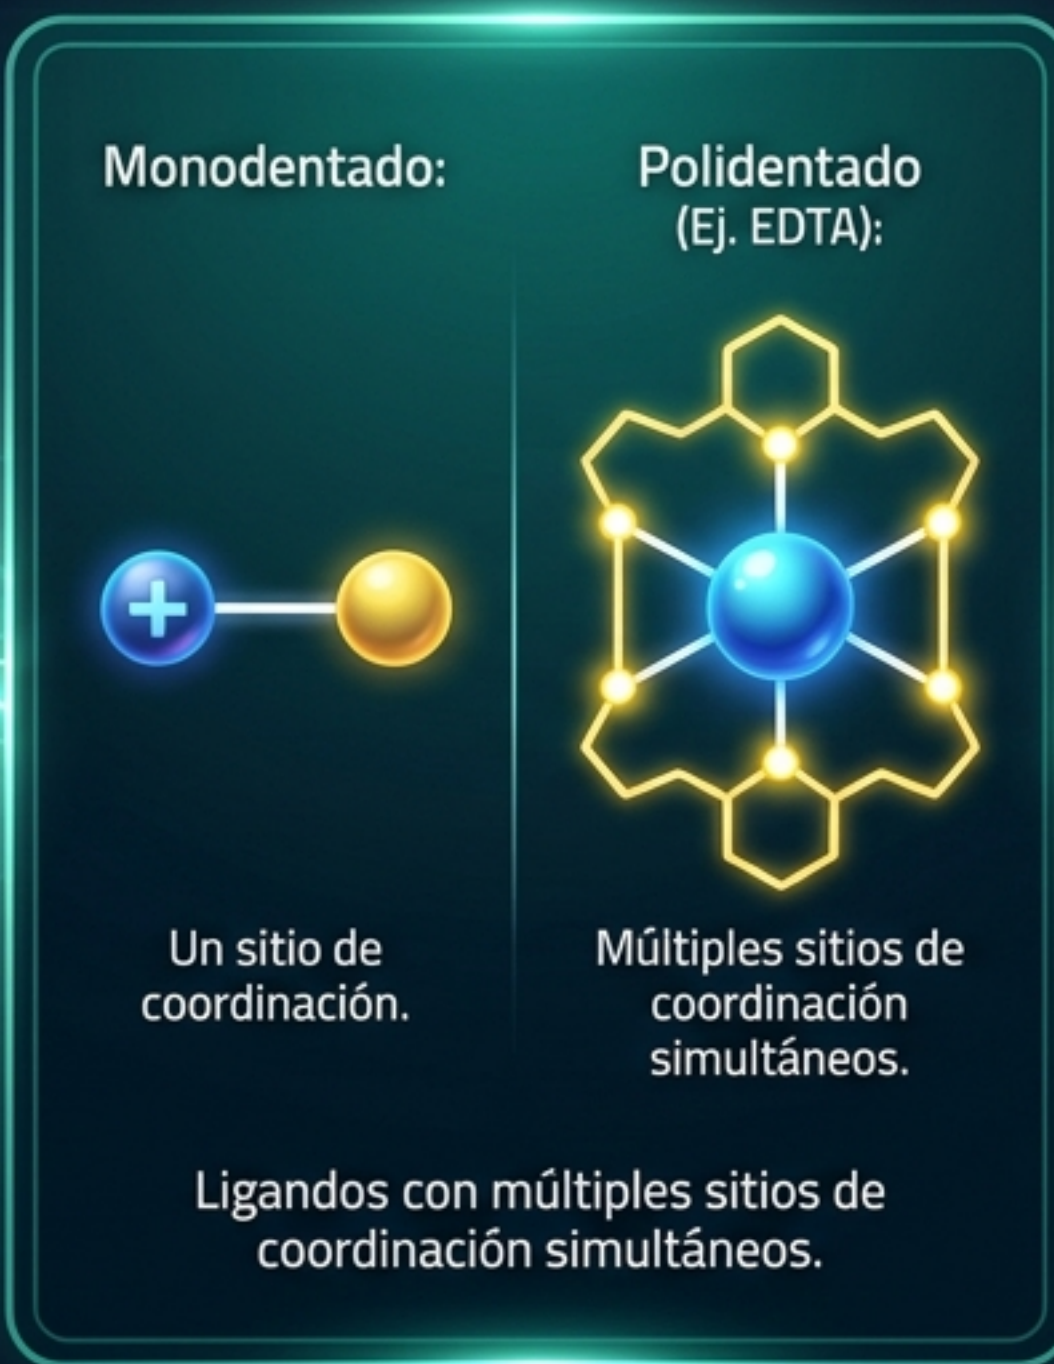 Monodentado:
Polidentado
(Ej. EDTA):
+
Un sitio de
coordinación.
Múltiples sitios de
coordinación
simultáneos.
Ligandos con múltiples sitios de
coordinación simultáneos.